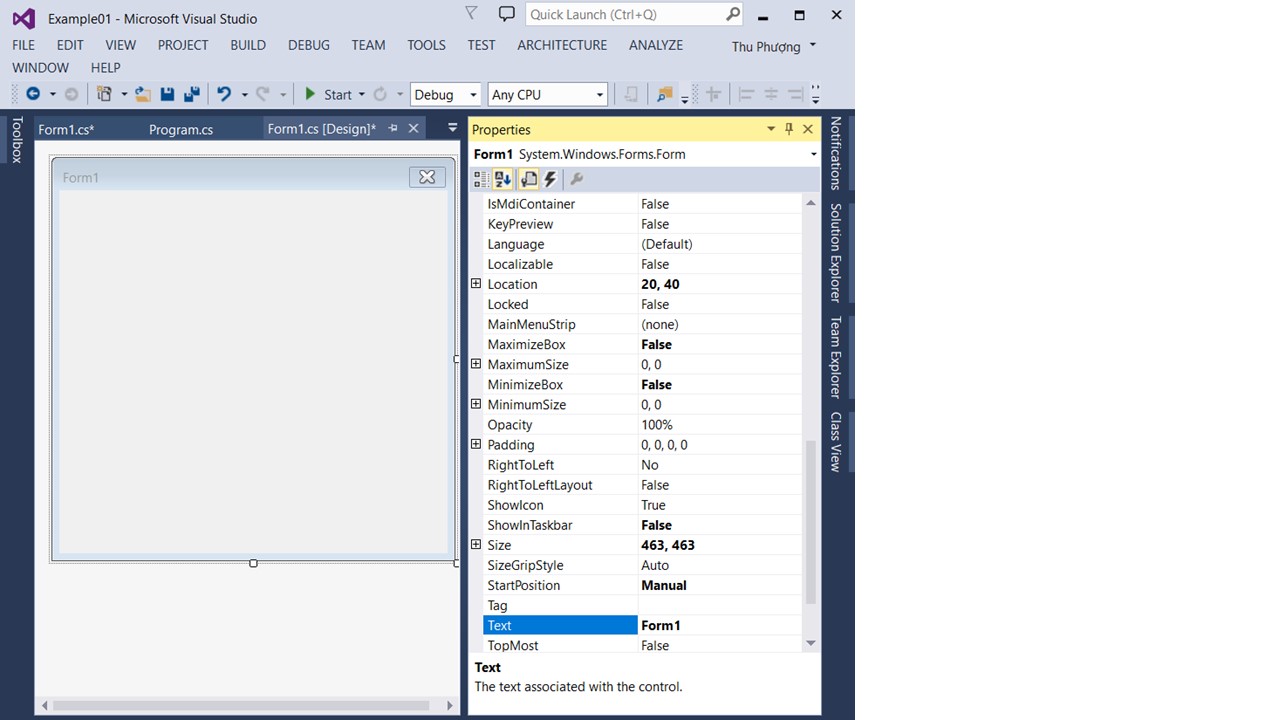 Example01 - Microsoft Visual Studio
Quick Launch (Ctrl+Q)
FILE EDIT VIEW PROJECT BUILD DEBUG TEAM TOOLS TEST ARCHITECTURE ANALYZE
Thu Phượng
WINDOW HELP
Start Debug Any CPU
Toolbox
Form1.cs* Program.cs Form1.cs [Design]*
Form1
Properties
Form1 System.Windows.Forms.Form
IsMdiContainer False
KeyPreview False
Language (Default)
Localizable False
Location 20, 40
Locked False
MainMenuStrip (none)
MaximizeBox False
MaximumSize 0, 0
MinimizeBox False
MinimumSize 0, 0
Opacity 100%
Padding 0, 0, 0, 0
RightToLeft No
RightToLeftLayout False
ShowIcon True
ShowInTaskbar False
Size 463, 463
SizeGripStyle Auto
StartPosition Manual
Tag
Text Form1
TopMost False
Text
The text associated with the control.
Notifications
Solution Explorer
Team Explorer
Class View